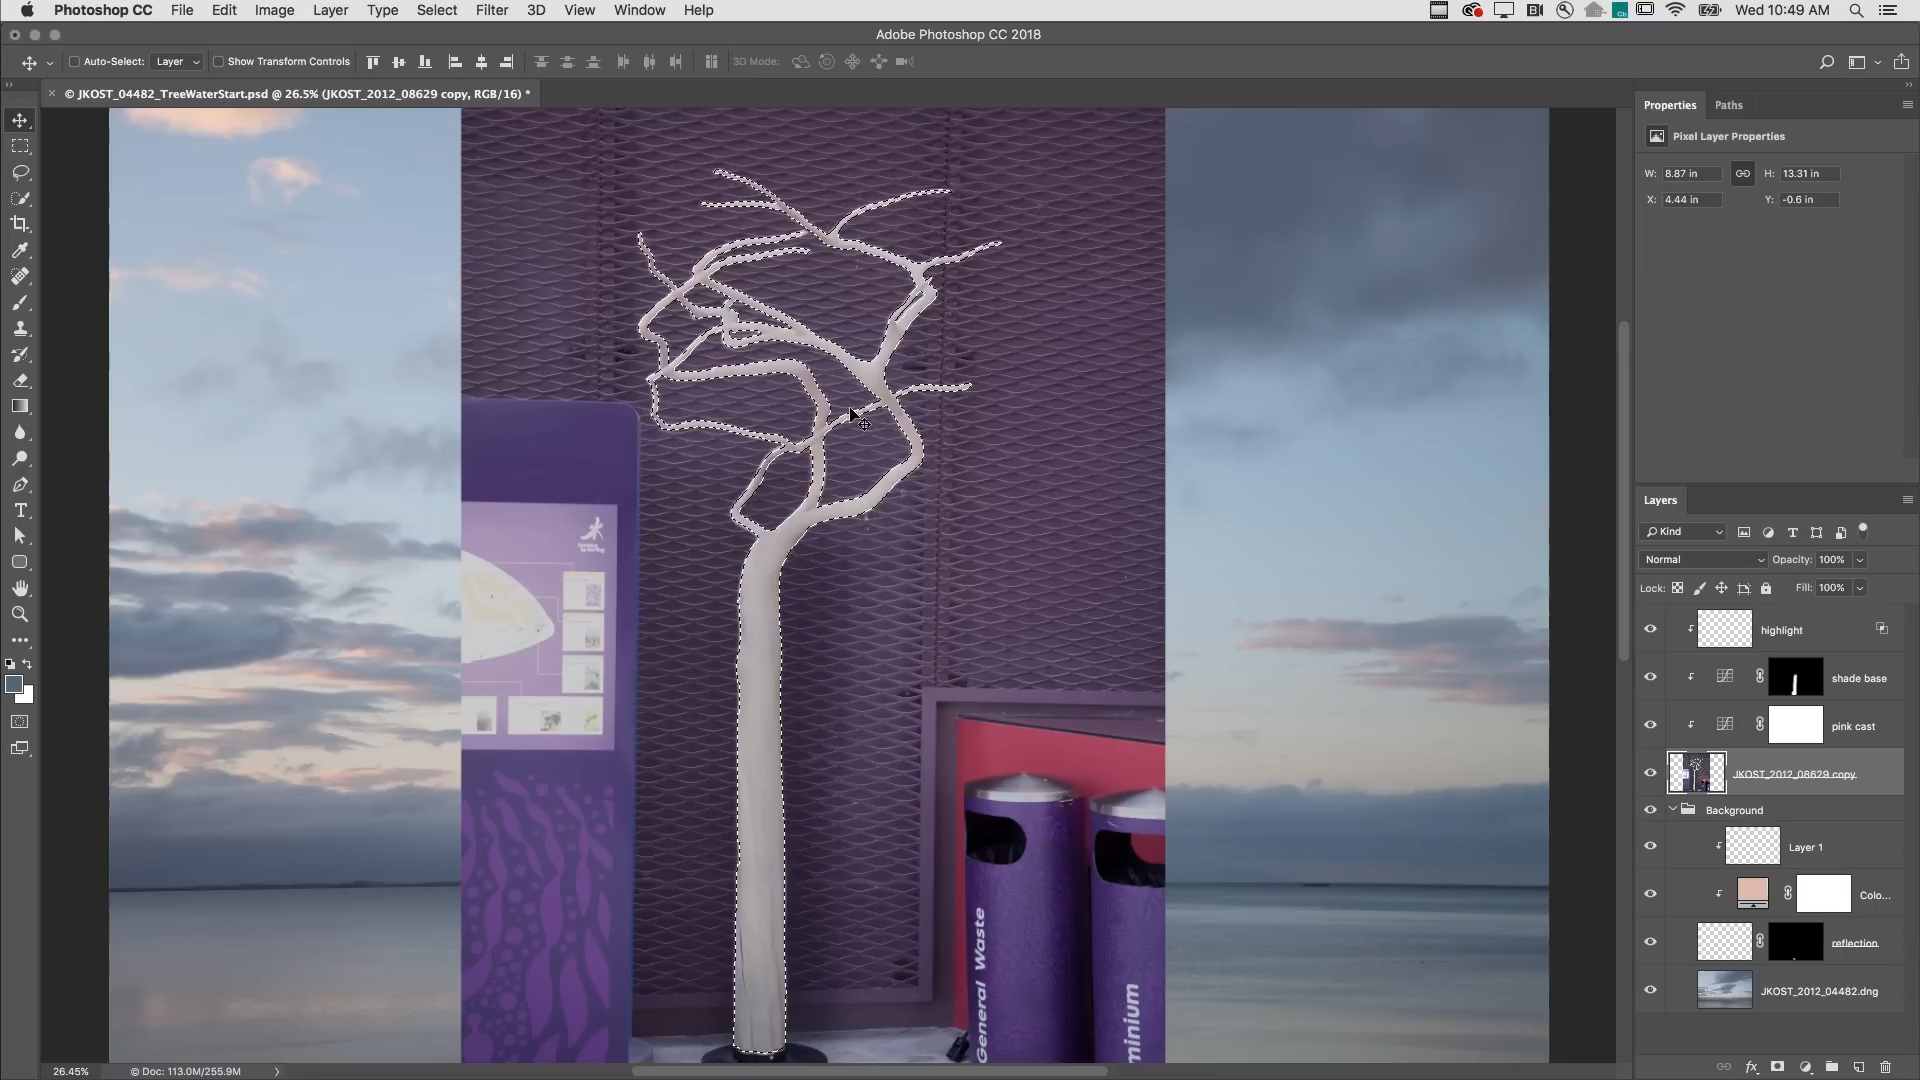 Photoshop CC File Edit Image Layer Type Select Filter 3D View Window Help Wed 10:49 AM
Adobe Photoshop CC 2018
Auto-Select: Layer Show Transform Controls 3D Mode:
© JKOST_04482_TreeWaterStart.psd @ 26.5% (JKOST_2012_08629 copy, RGB/16) *
Properties Paths
Pixel Layer Properties
W: 8.87 in H: 13.31 in
X: 4.44 in Y: -0.6 in
Layers
Kind
Normal Opacity: 100%
Lock: Fill: 100%
highlight
shade base
pink cast
JKOST_2012_08629 copy
Background
Layer 1
Colo...
reflection
JKOST_2012_04482.dng
General Waste
minium
26.45% © Doc: 113.0M/255.9M